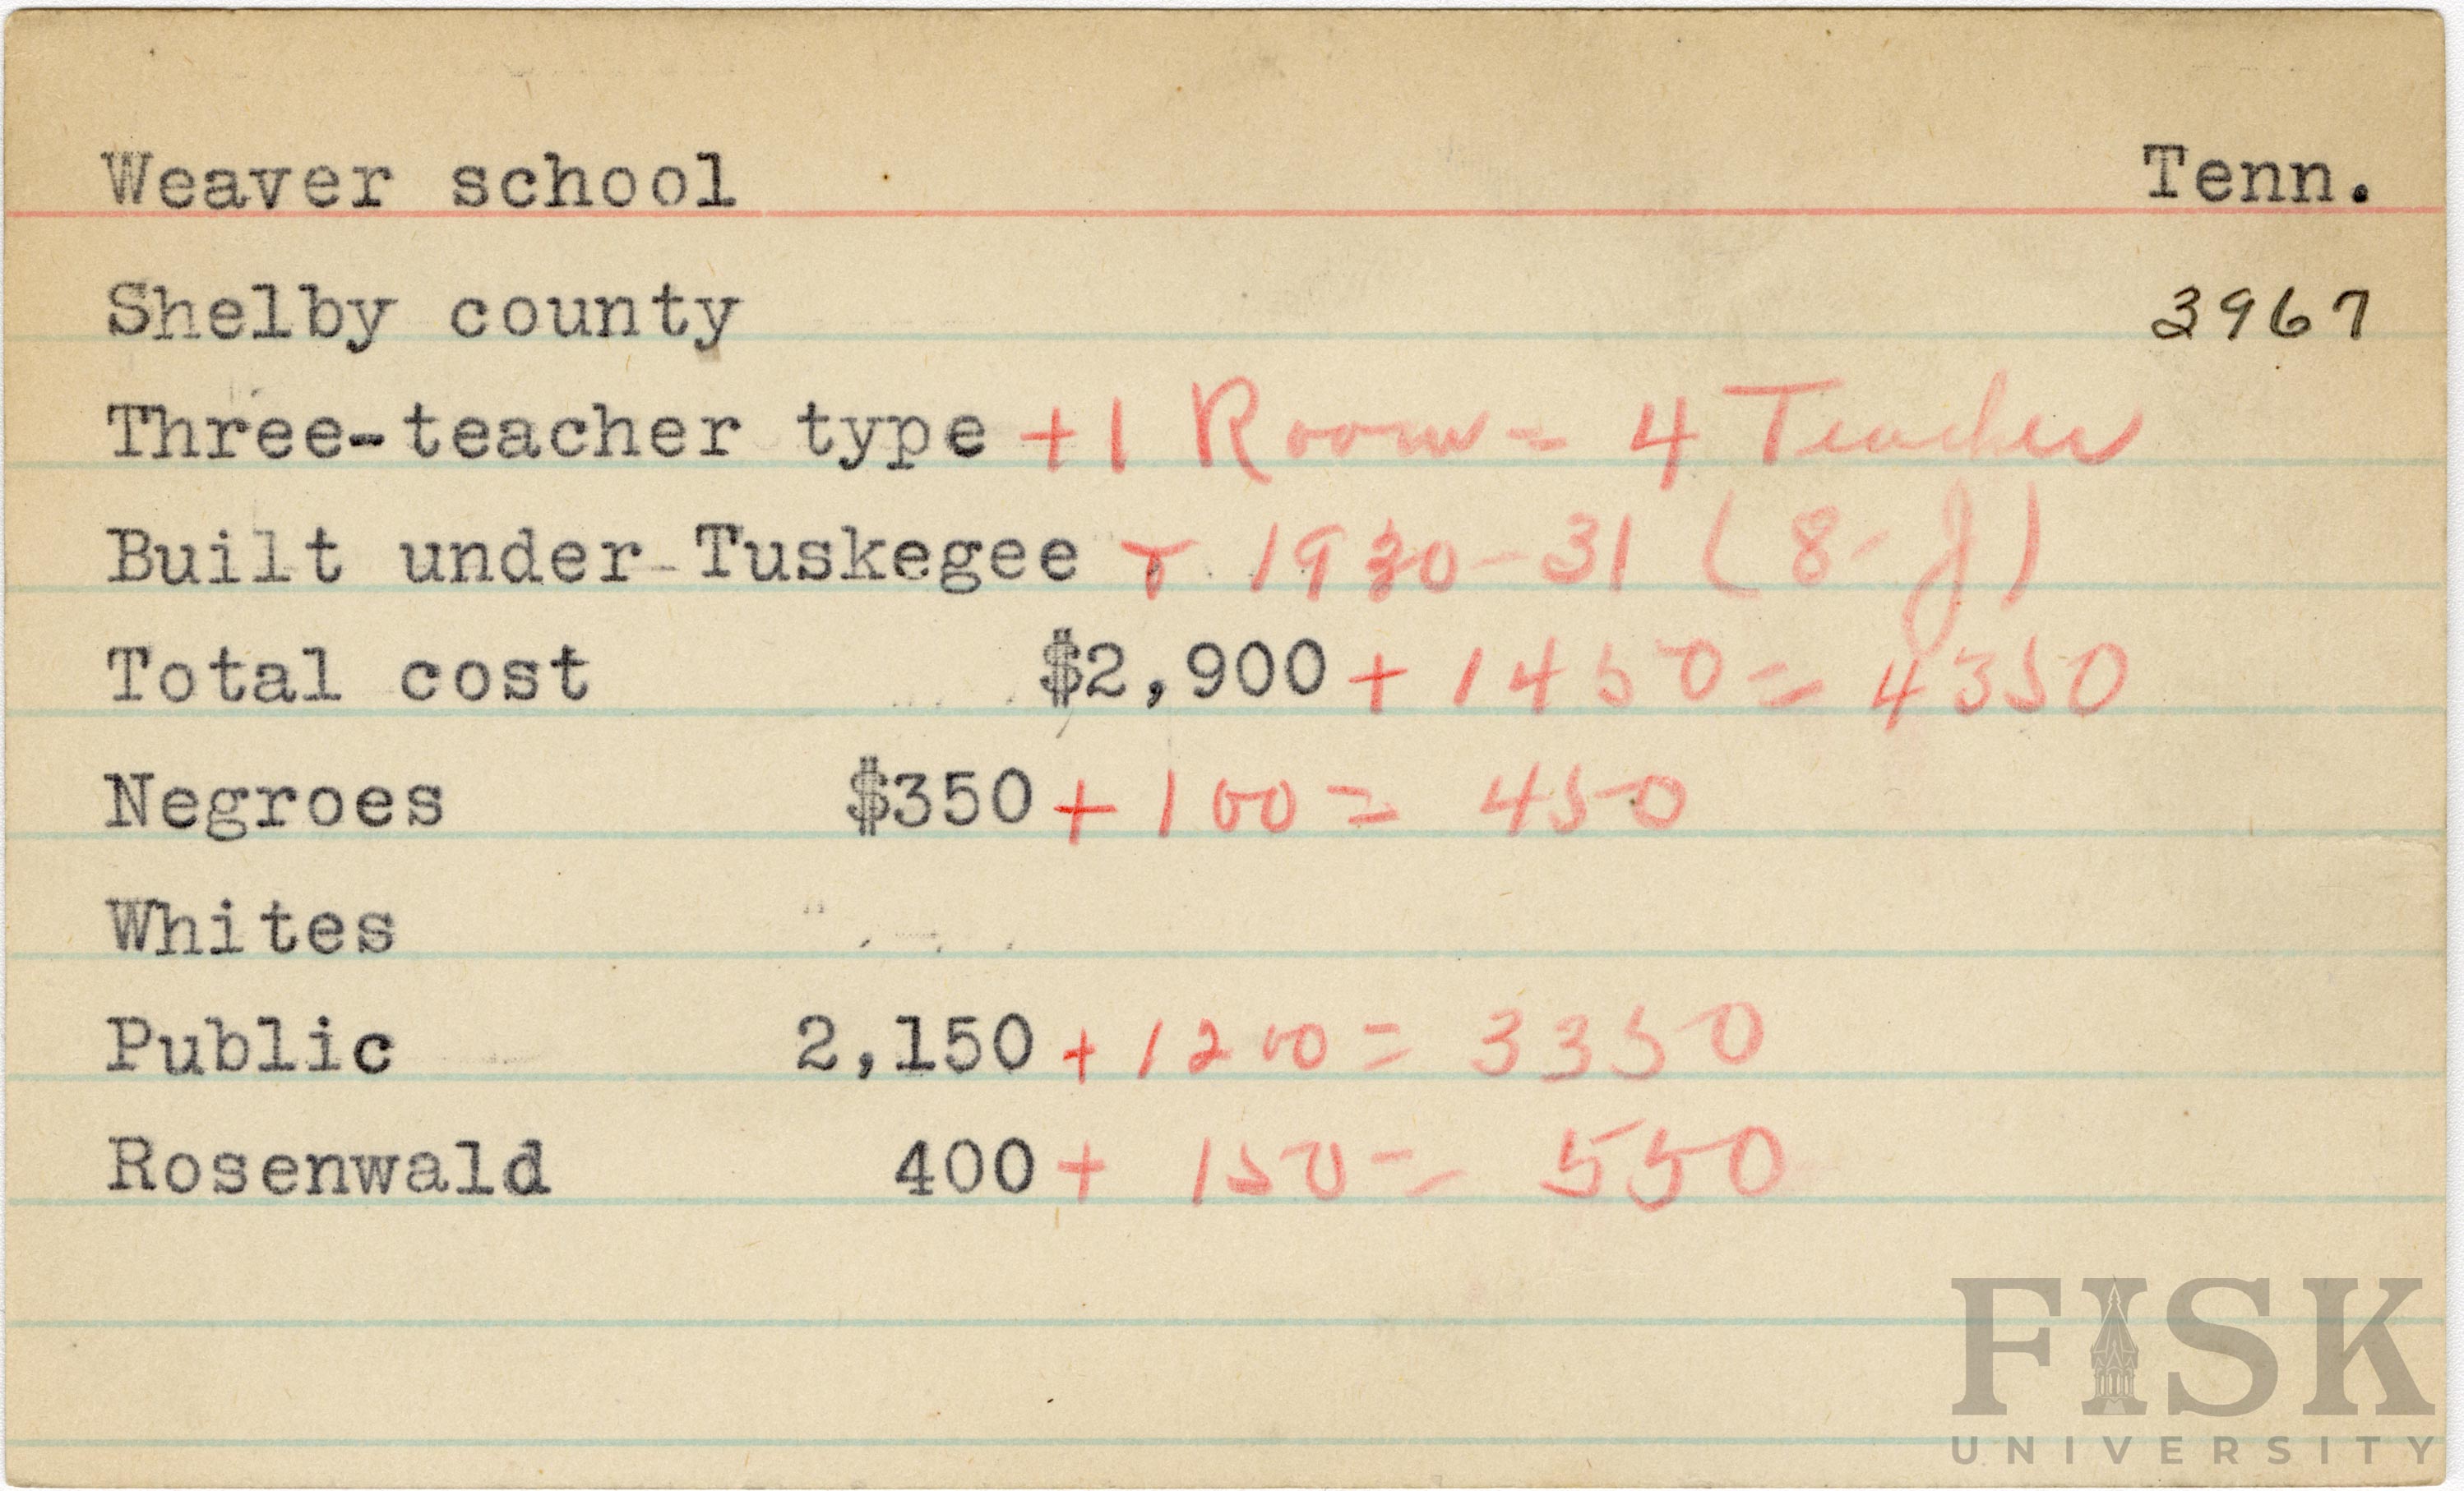 Weaver school Tenn.
Shelby county 3967
Three-teacher type +1 Room = 4 Teacher
Built under Tuskegee & 1930-31 (8-J)
Total cost $2,900 + 1450 = 4350
Negroes $350 + 100 = 450
Whites
Public 2,150 + 1200 = 3350
Rosenwald 400 + 150 = 550
FISK
UNIVERSITY